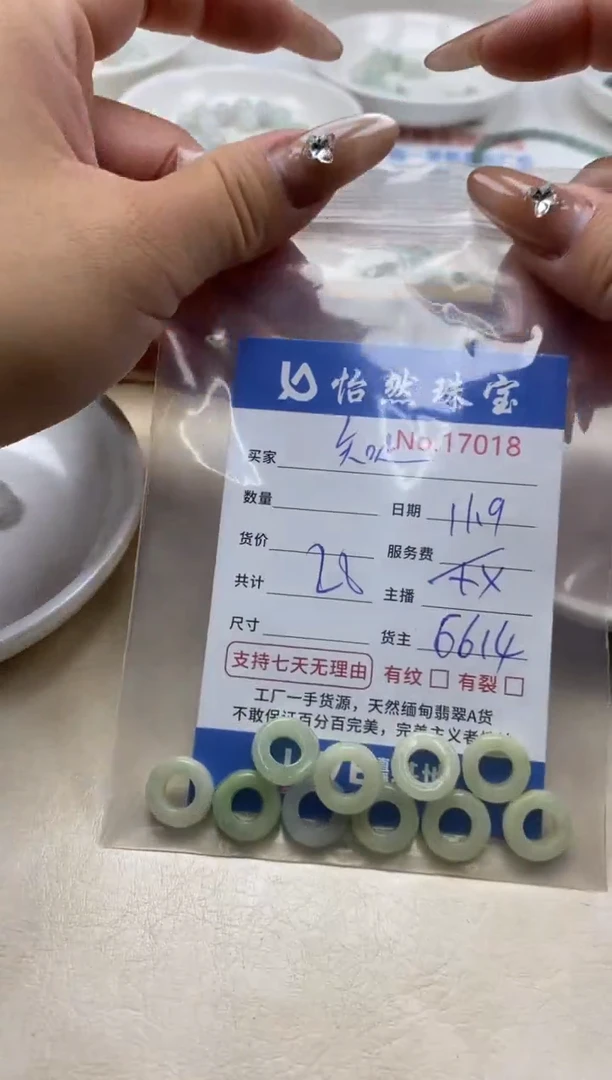 怡然珠宝
No.17018
买家
数量 日期 11.9
货价 服务费
共计 28 主播
尺寸 货主 6614
支持七天无理由 有纹 □ 有裂 □
工厂一手货源，天然缅甸翡翠A货
不敢保证百分百完美，完美主义者